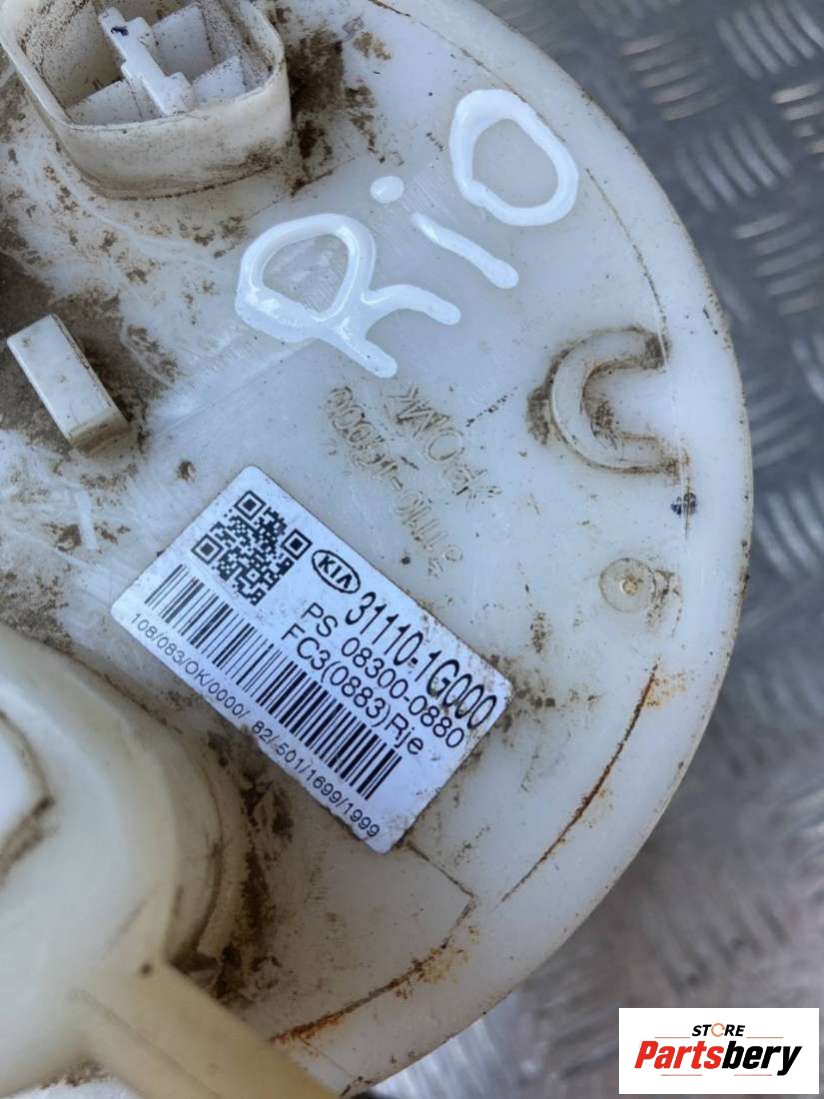 RiO
KIA
31110-1G000
PS 08300-0880
FC3(0883)Rje
108/083/OK/0000/ 82/501/1699/1999
STORE
Partsbery